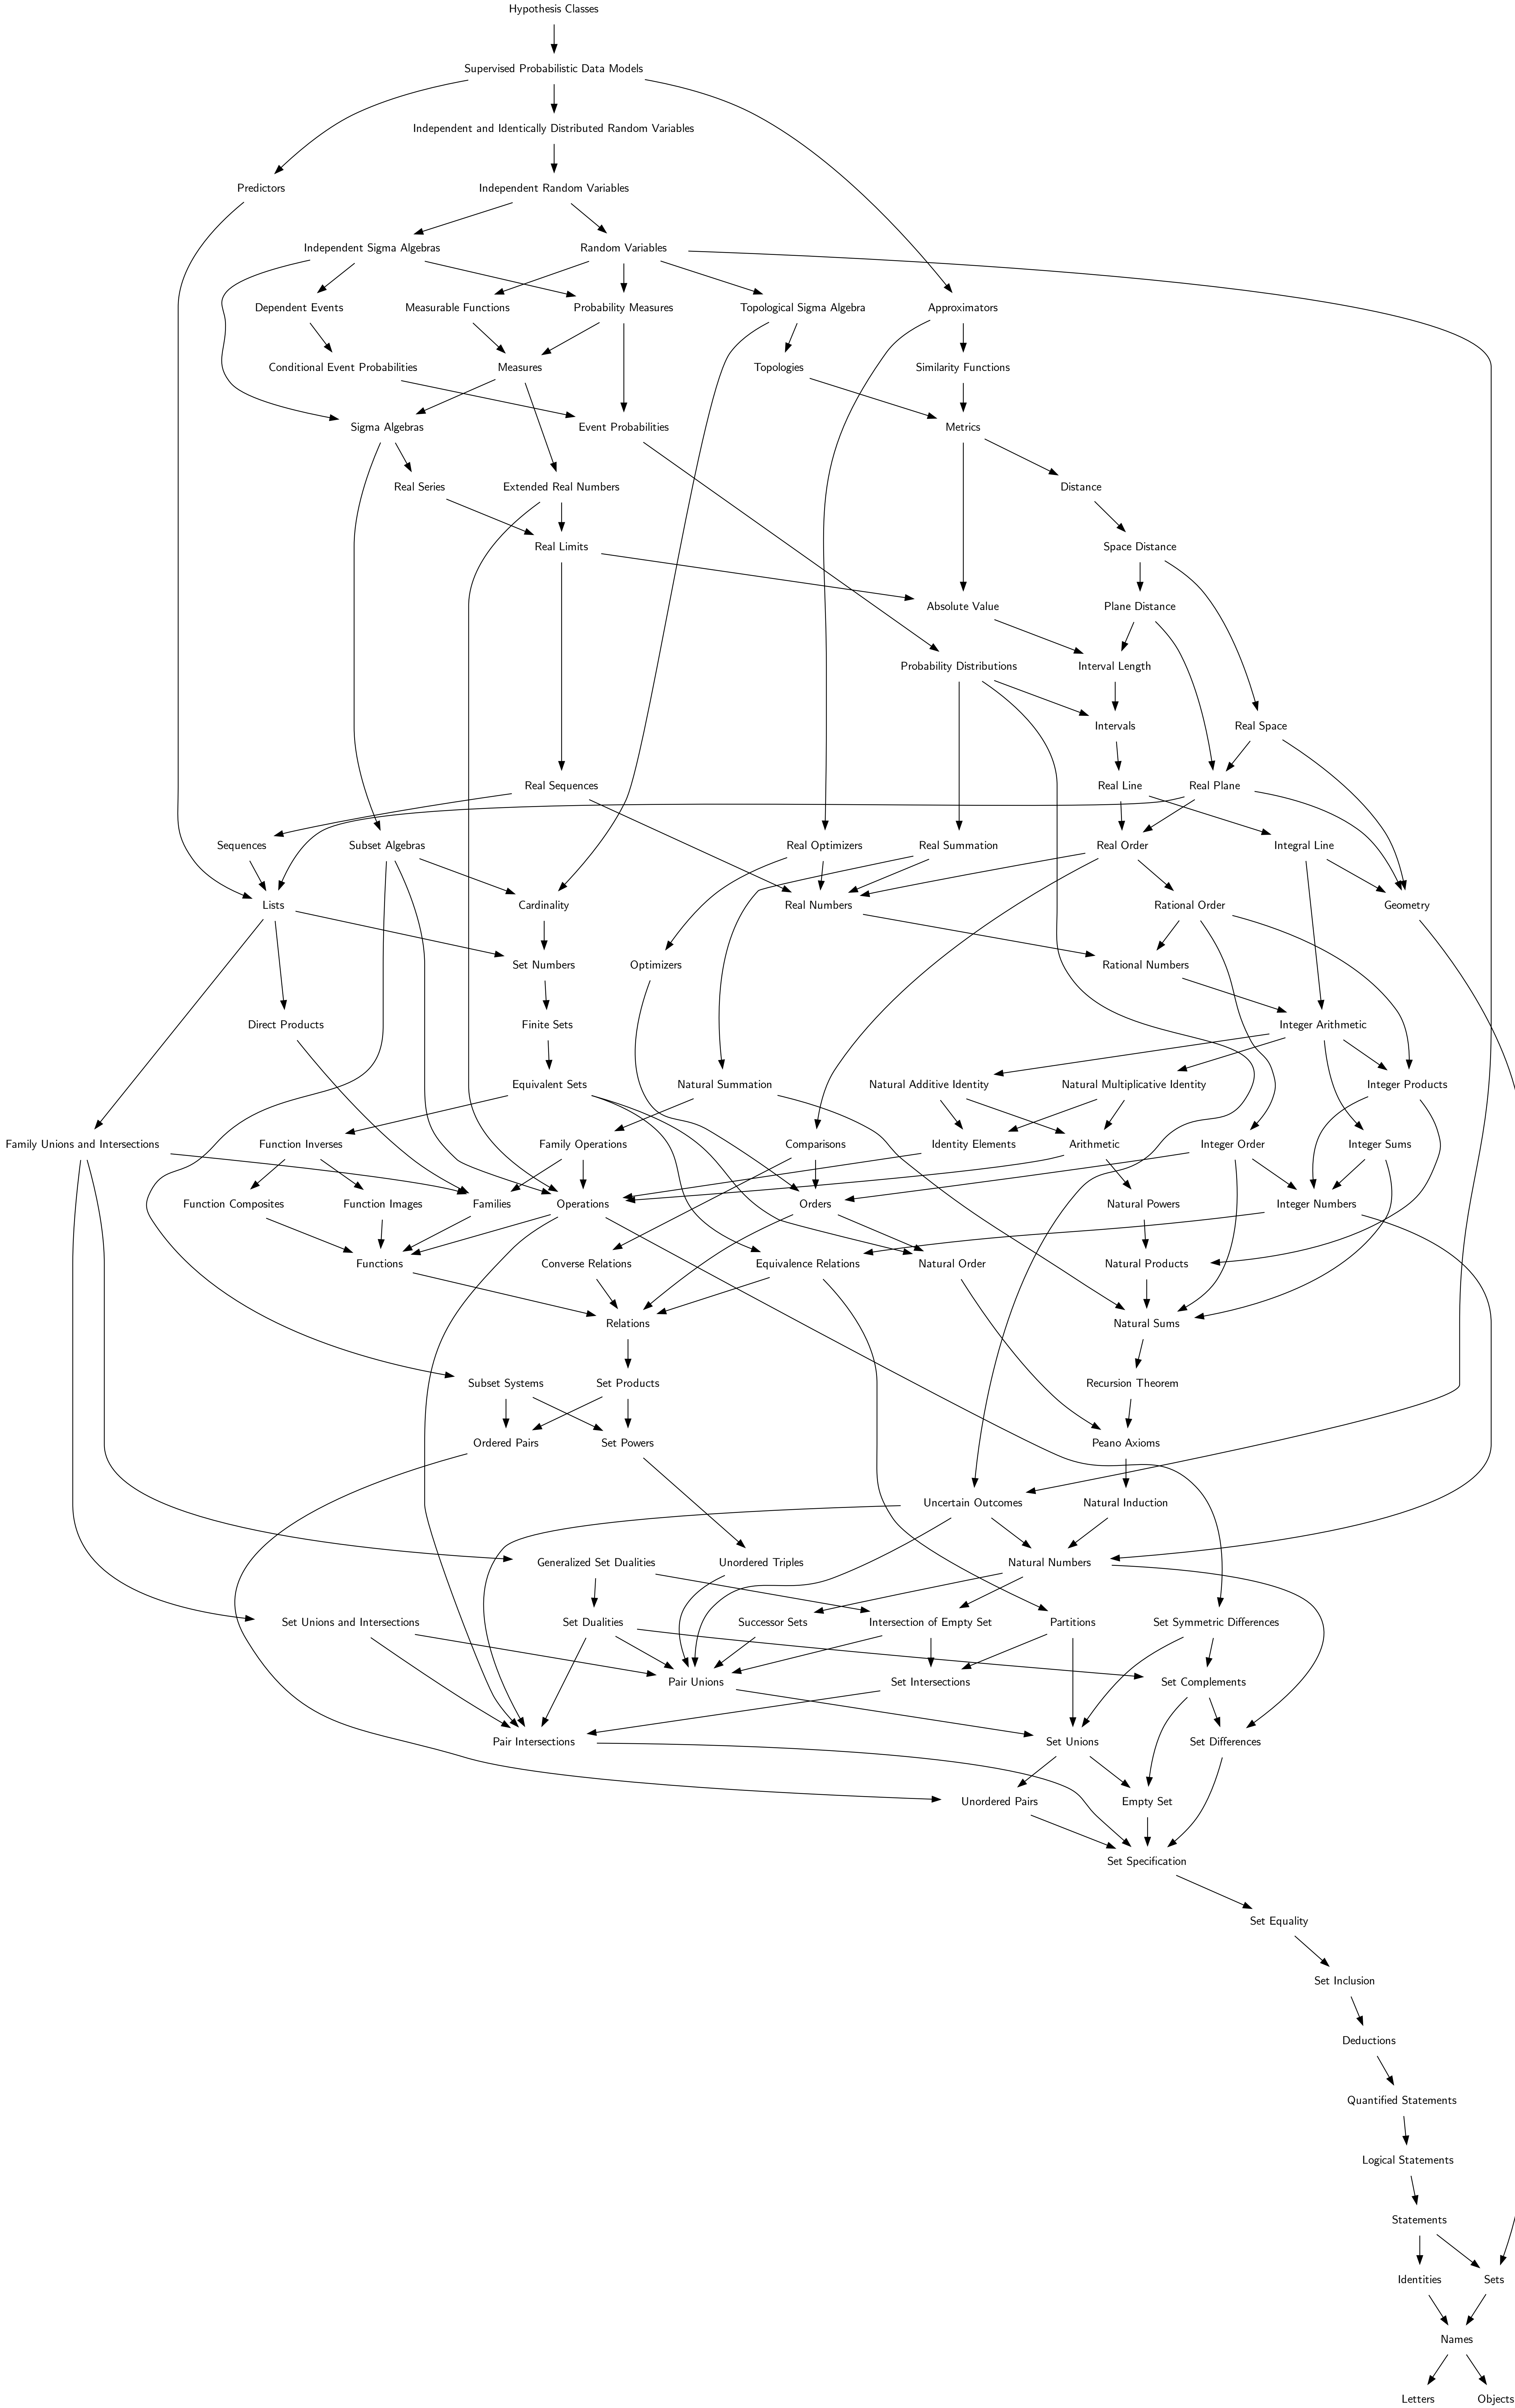 Hypothesis Classes
Supervised Probabilistic Data Models
Independent and Identically Distributed Random Variables
Predictors
Independent Random Variables
Independent Sigma Algebras
Random Variables
Dependent Events
Measurable Functions
Probability Measures
Topological Sigma Algebra
Approximators
Conditional Event Probabilities
Measures
Topologies
Similarity Functions
Sigma Algebras
Event Probabilities
Metrics
Real Series
Extended Real Numbers
Distance
Real Limits
Space Distance
Absolute Value
Plane Distance
Probability Distributions
Interval Length
Intervals
Real Space
Real Sequences
Real Line
Real Plane
Sequences
Subset Algebras
Real Optimizers
Real Summation
Real Order
Integral Line
Lists
Cardinality
Real Numbers
Rational Order
Geometry
Set Numbers
Optimizers
Rational Numbers
Direct Products
Finite Sets
Integer Arithmetic
Equivalent Sets
Natural Summation
Natural Additive Identity
Natural Multiplicative Identity
Integer Products
Family Unions and Intersections
Function Inverses
Family Operations
Comparisons
Identity Elements
Arithmetic
Integer Order
Integer Sums
Function Composites
Function Images
Families
Operations
Orders
Natural Powers
Integer Numbers
Functions
Converse Relations
Equivalence Relations
Natural Order
Natural Products
Relations
Natural Sums
Subset Systems
Set Products
Recursion Theorem
Ordered Pairs
Set Powers
Peano Axioms
Uncertain Outcomes
Natural Induction
Generalized Set Dualities
Unordered Triples
Natural Numbers
Set Unions and Intersections
Set Dualities
Successor Sets
Intersection of Empty Set
Partitions
Set Symmetric Differences
Pair Unions
Set Intersections
Set Complements
Pair Intersections
Set Unions
Set Differences
Unordered Pairs
Empty Set
Set Specification
Set Equality
Set Inclusion
Deductions
Quantified Statements
Logical Statements
Statements
Identities
Sets
Names
Letters
Objects